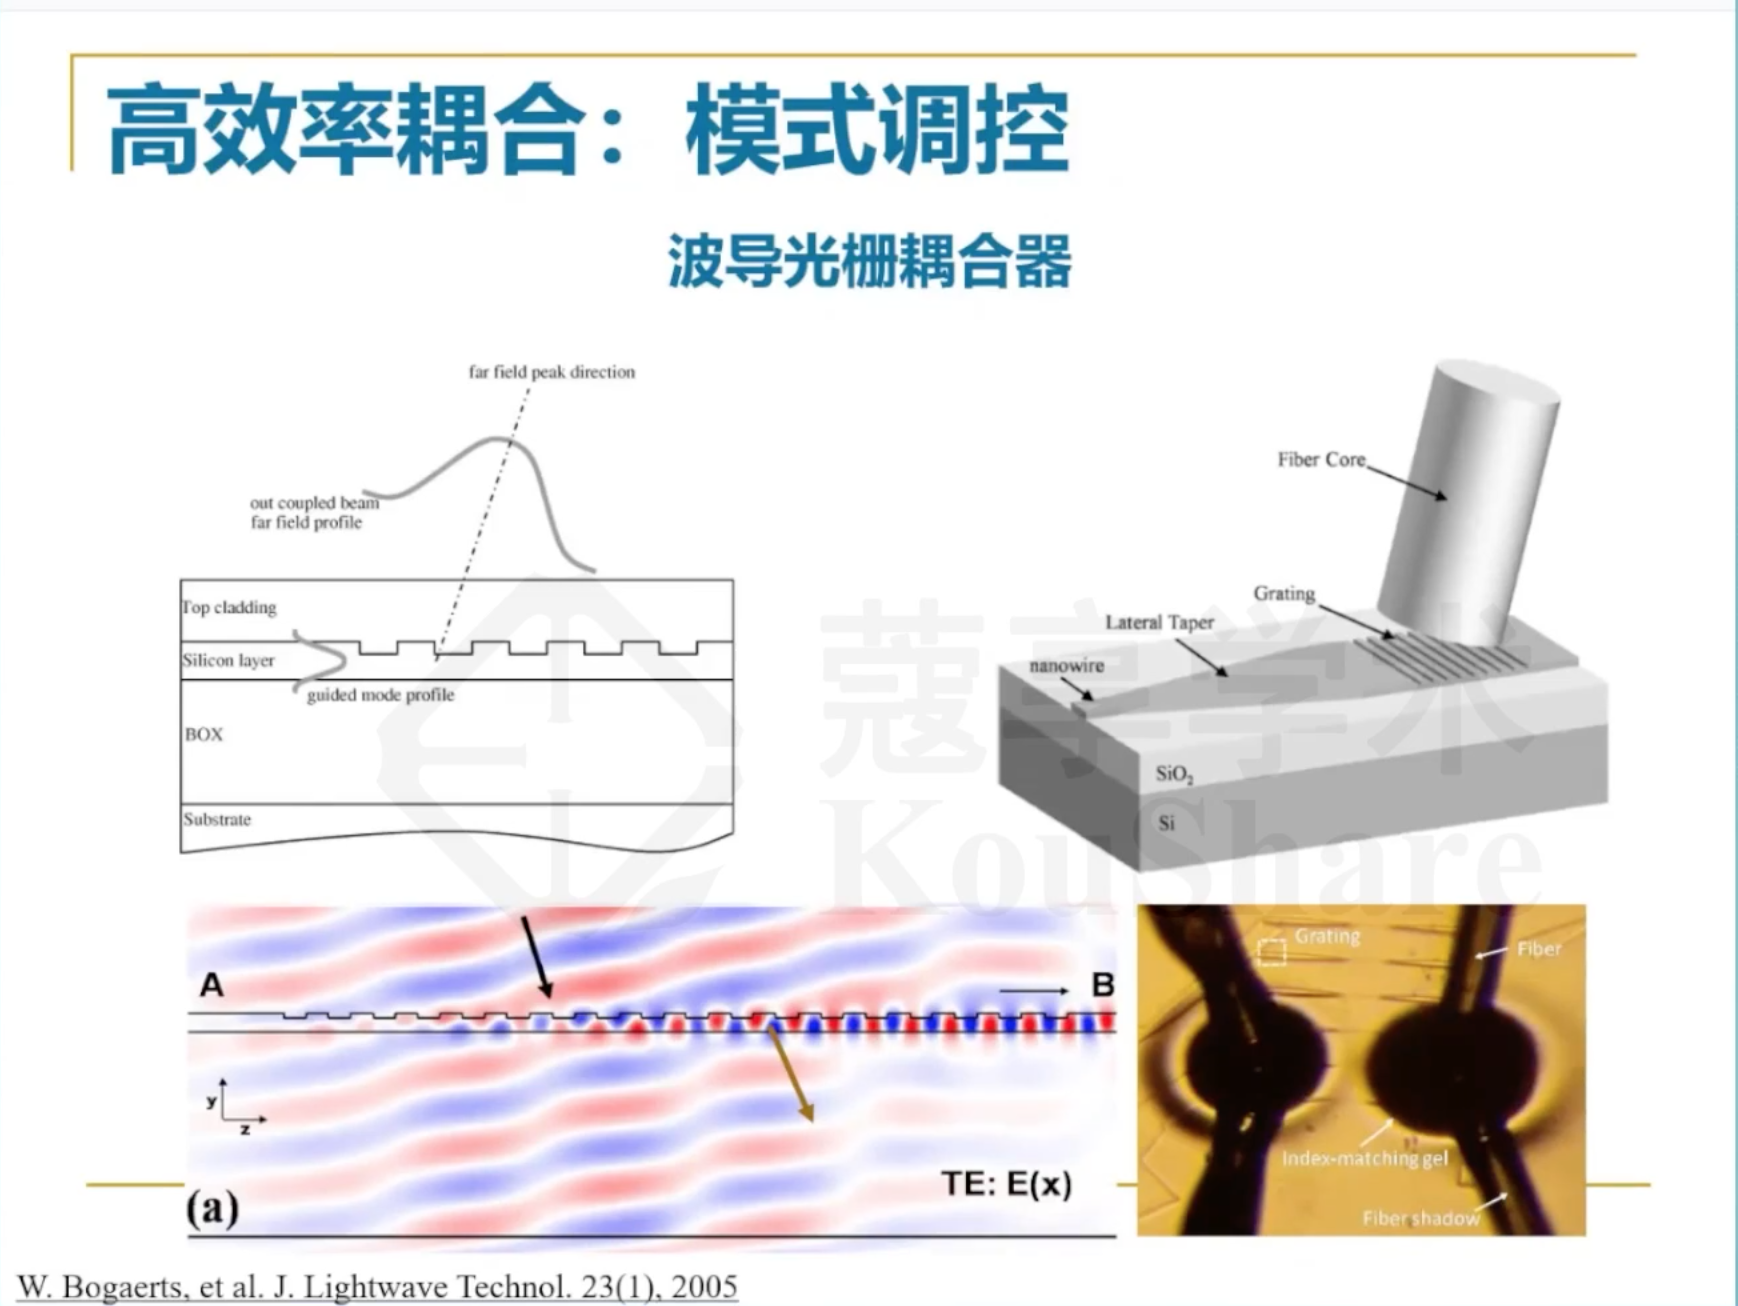 高效率耦合：模式调控
波导光栅耦合器
far field peak direction
out coupled beam
far field profile
Top cladding
Silicon layer
guided mode profile
BOX
Substrate
Fiber Core
Grating
Lateral Taper
nanowire
SiO₂
Si
蔻享学术
KouShare
A
B
y
z
TE: E(x)
(a)
Grating
Fiber
Index-matching gel
Fiber shadow
W. Bogaerts, et al. J. Lightwave Technol. 23(1), 2005